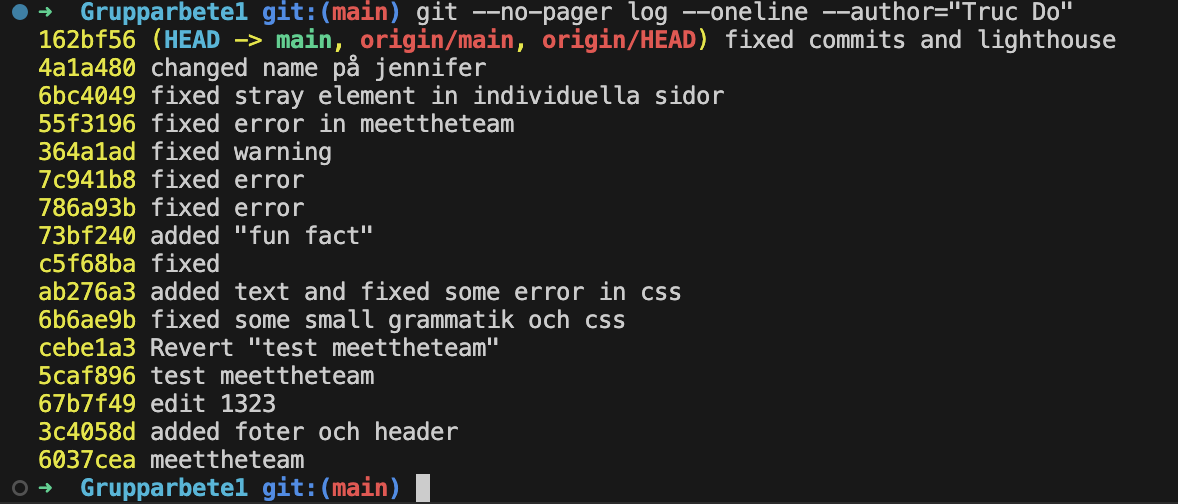 ➜ Grupparbete1 git:(main) git --no-pager log --oneline --author="Truc Do"
162bf56 (HEAD -> main, origin/main, origin/HEAD) fixed commits and lighthouse
4a1a480 changed name på jennifer
6bc4049 fixed stray element in individuella sidor
55f3196 fixed error in meettheteam
364a1ad fixed warning
7c941b8 fixed error
786a93b fixed error
73bf240 added "fun fact"
c5f68ba fixed
ab276a3 added text and fixed some error in css
6b6ae9b fixed some small grammatik och css
cebe1a3 Revert "test meettheteam"
5caf896 test meettheteam
67b7f49 edit 1323
3c4058d added foter och header
6037cea meettheteam
➜ Grupparbete1 git:(main)